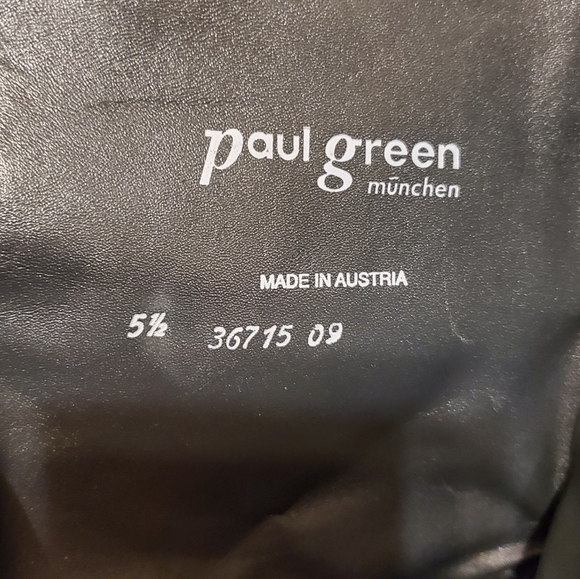 paul green
münchen
MADE IN AUSTRIA
5½ 36715 09